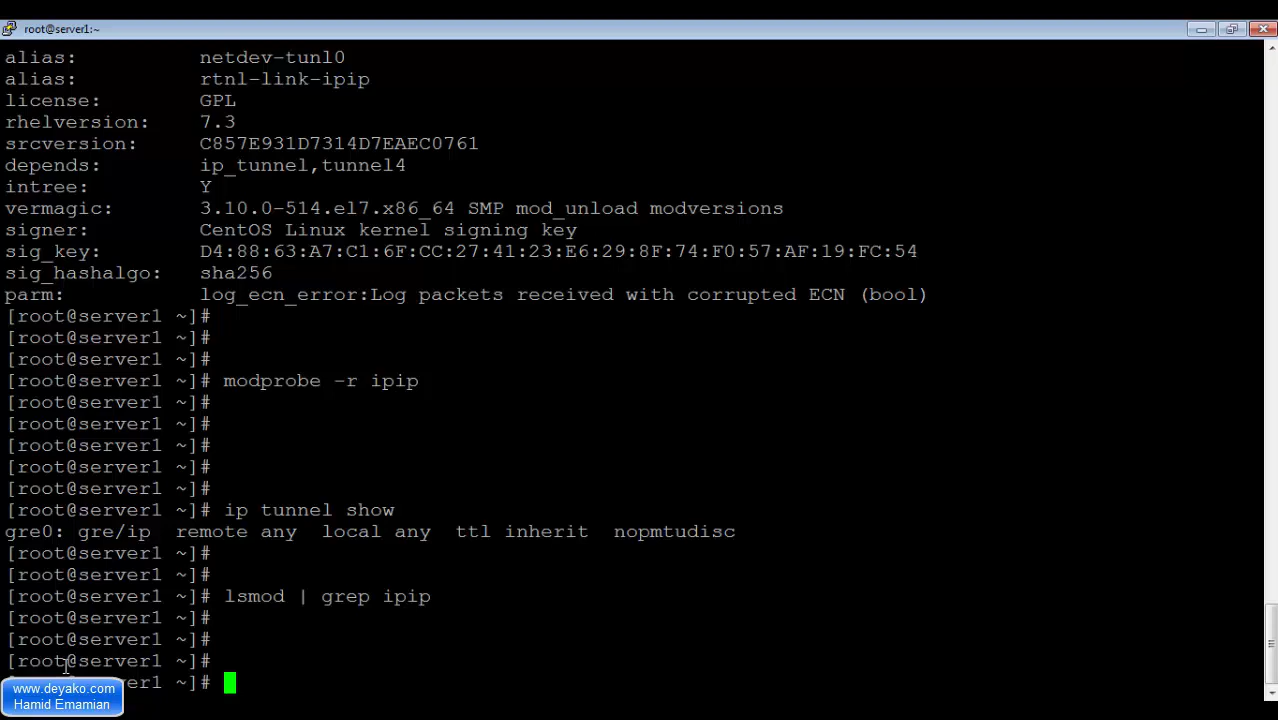 root@server1:~
alias:          netdev-tunl0
alias:          rtnl-link-ipip
license:        GPL
rhelversion:    7.3
srcversion:     C857E931D7314D7EAEC0761
depends:        ip_tunnel,tunnel4
intree:         Y
vermagic:       3.10.0-514.el7.x86_64 SMP mod_unload modversions
signer:         CentOS Linux kernel signing key
sig_key:        D4:88:63:A7:C1:6F:CC:27:41:23:E6:29:8F:74:F0:57:AF:19:FC:54
sig_hashalgo:   sha256
parm:           log_ecn_error:Log packets received with corrupted ECN (bool)
[root@server1 ~]#
[root@server1 ~]#
[root@server1 ~]#
[root@server1 ~]# modprobe -r ipip
[root@server1 ~]#
[root@server1 ~]#
[root@server1 ~]#
[root@server1 ~]#
[root@server1 ~]#
[root@server1 ~]# ip tunnel show
gre0: gre/ip  remote any  local any  ttl inherit  nopmtudisc
[root@server1 ~]#
[root@server1 ~]#
[root@server1 ~]# lsmod | grep ipip
[root@server1 ~]#
[root@server1 ~]#
[root@server1 ~]#
erver1 ~]#
www.deyako.com
Hamid Emamian